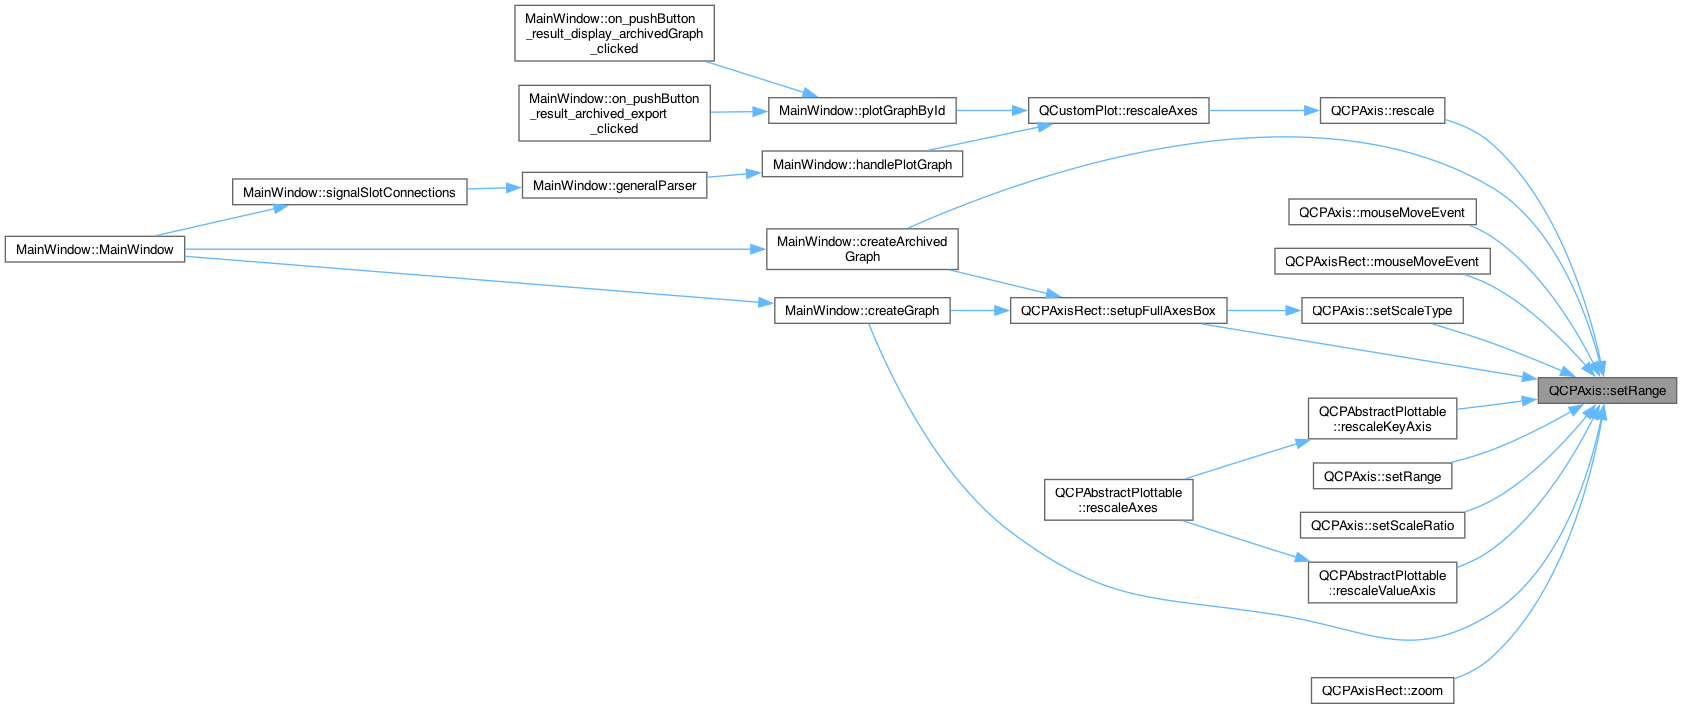 MainWindow::on_pushButton
_result_display_archivedGraph
_clicked
MainWindow::on_pushButton
_result_archived_export
_clicked
MainWindow::plotGraphById
QCustomPlot::rescaleAxes
QCPAxis::rescale
MainWindow::handlePlotGraph
MainWindow::generalParser
MainWindow::signalSlotConnections
MainWindow::MainWindow
QCPAxis::mouseMoveEvent
MainWindow::createArchived
Graph
QCPAxisRect::mouseMoveEvent
MainWindow::createGraph
QCPAxisRect::setupFullAxesBox
QCPAxis::setScaleType
QCPAxis::setRange
QCPAbstractPlottable
::rescaleKeyAxis
QCPAxis::setRange
QCPAbstractPlottable
::rescaleAxes
QCPAxis::setScaleRatio
QCPAbstractPlottable
::rescaleValueAxis
QCPAxisRect::zoom